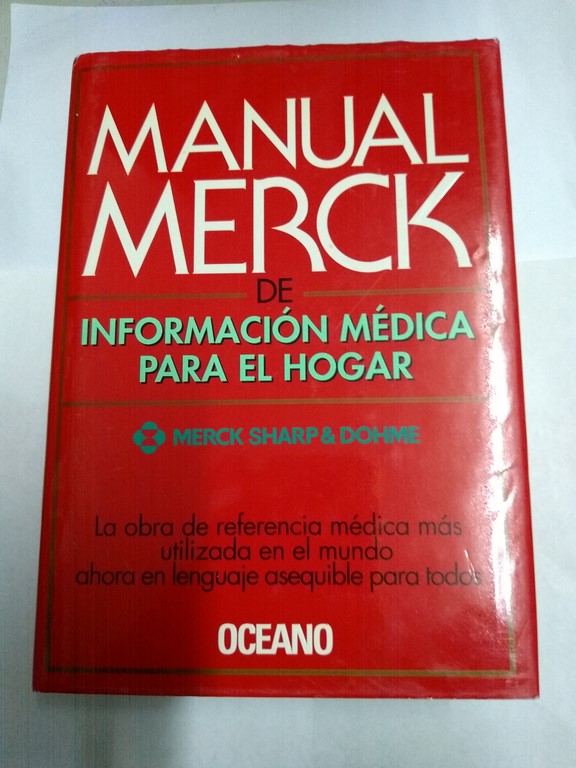 MANUAL
MERCK
DE
INFORMACIÓN MÉDICA
PARA EL HOGAR
MERCK SHARP & DOHME
La obra de referencia médica más
utilizada en el mundo
ahora en lenguaje asequible para todos
OCEANO